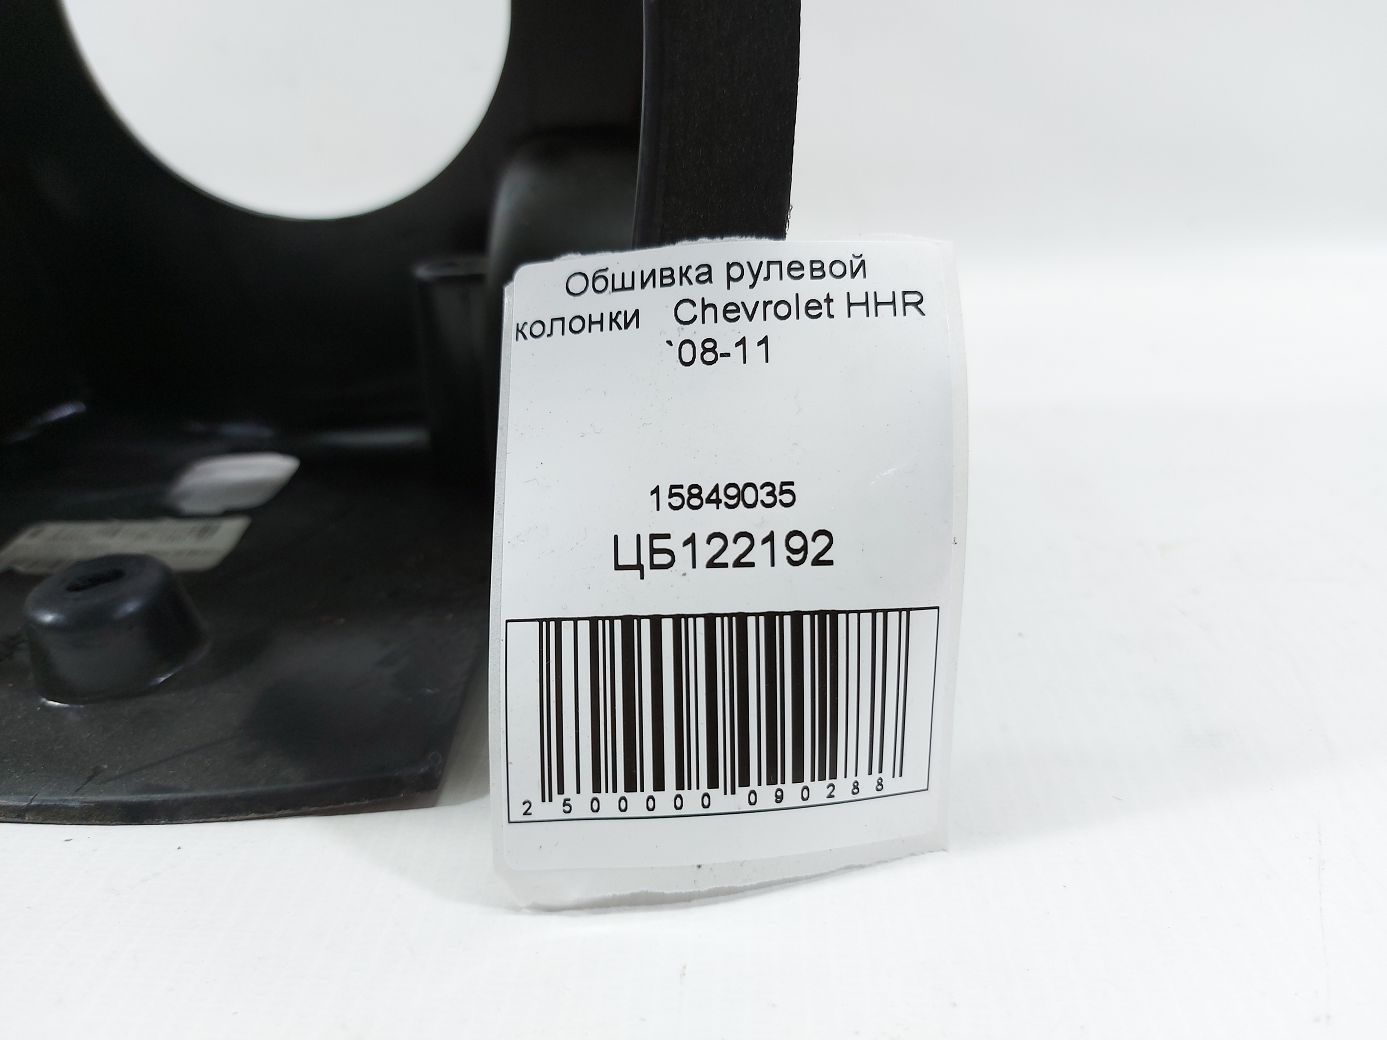 Обшивка рулевой
колонки Chevrolet HHR
`08-11
15849035
ЦБ122192
2 500000 090288